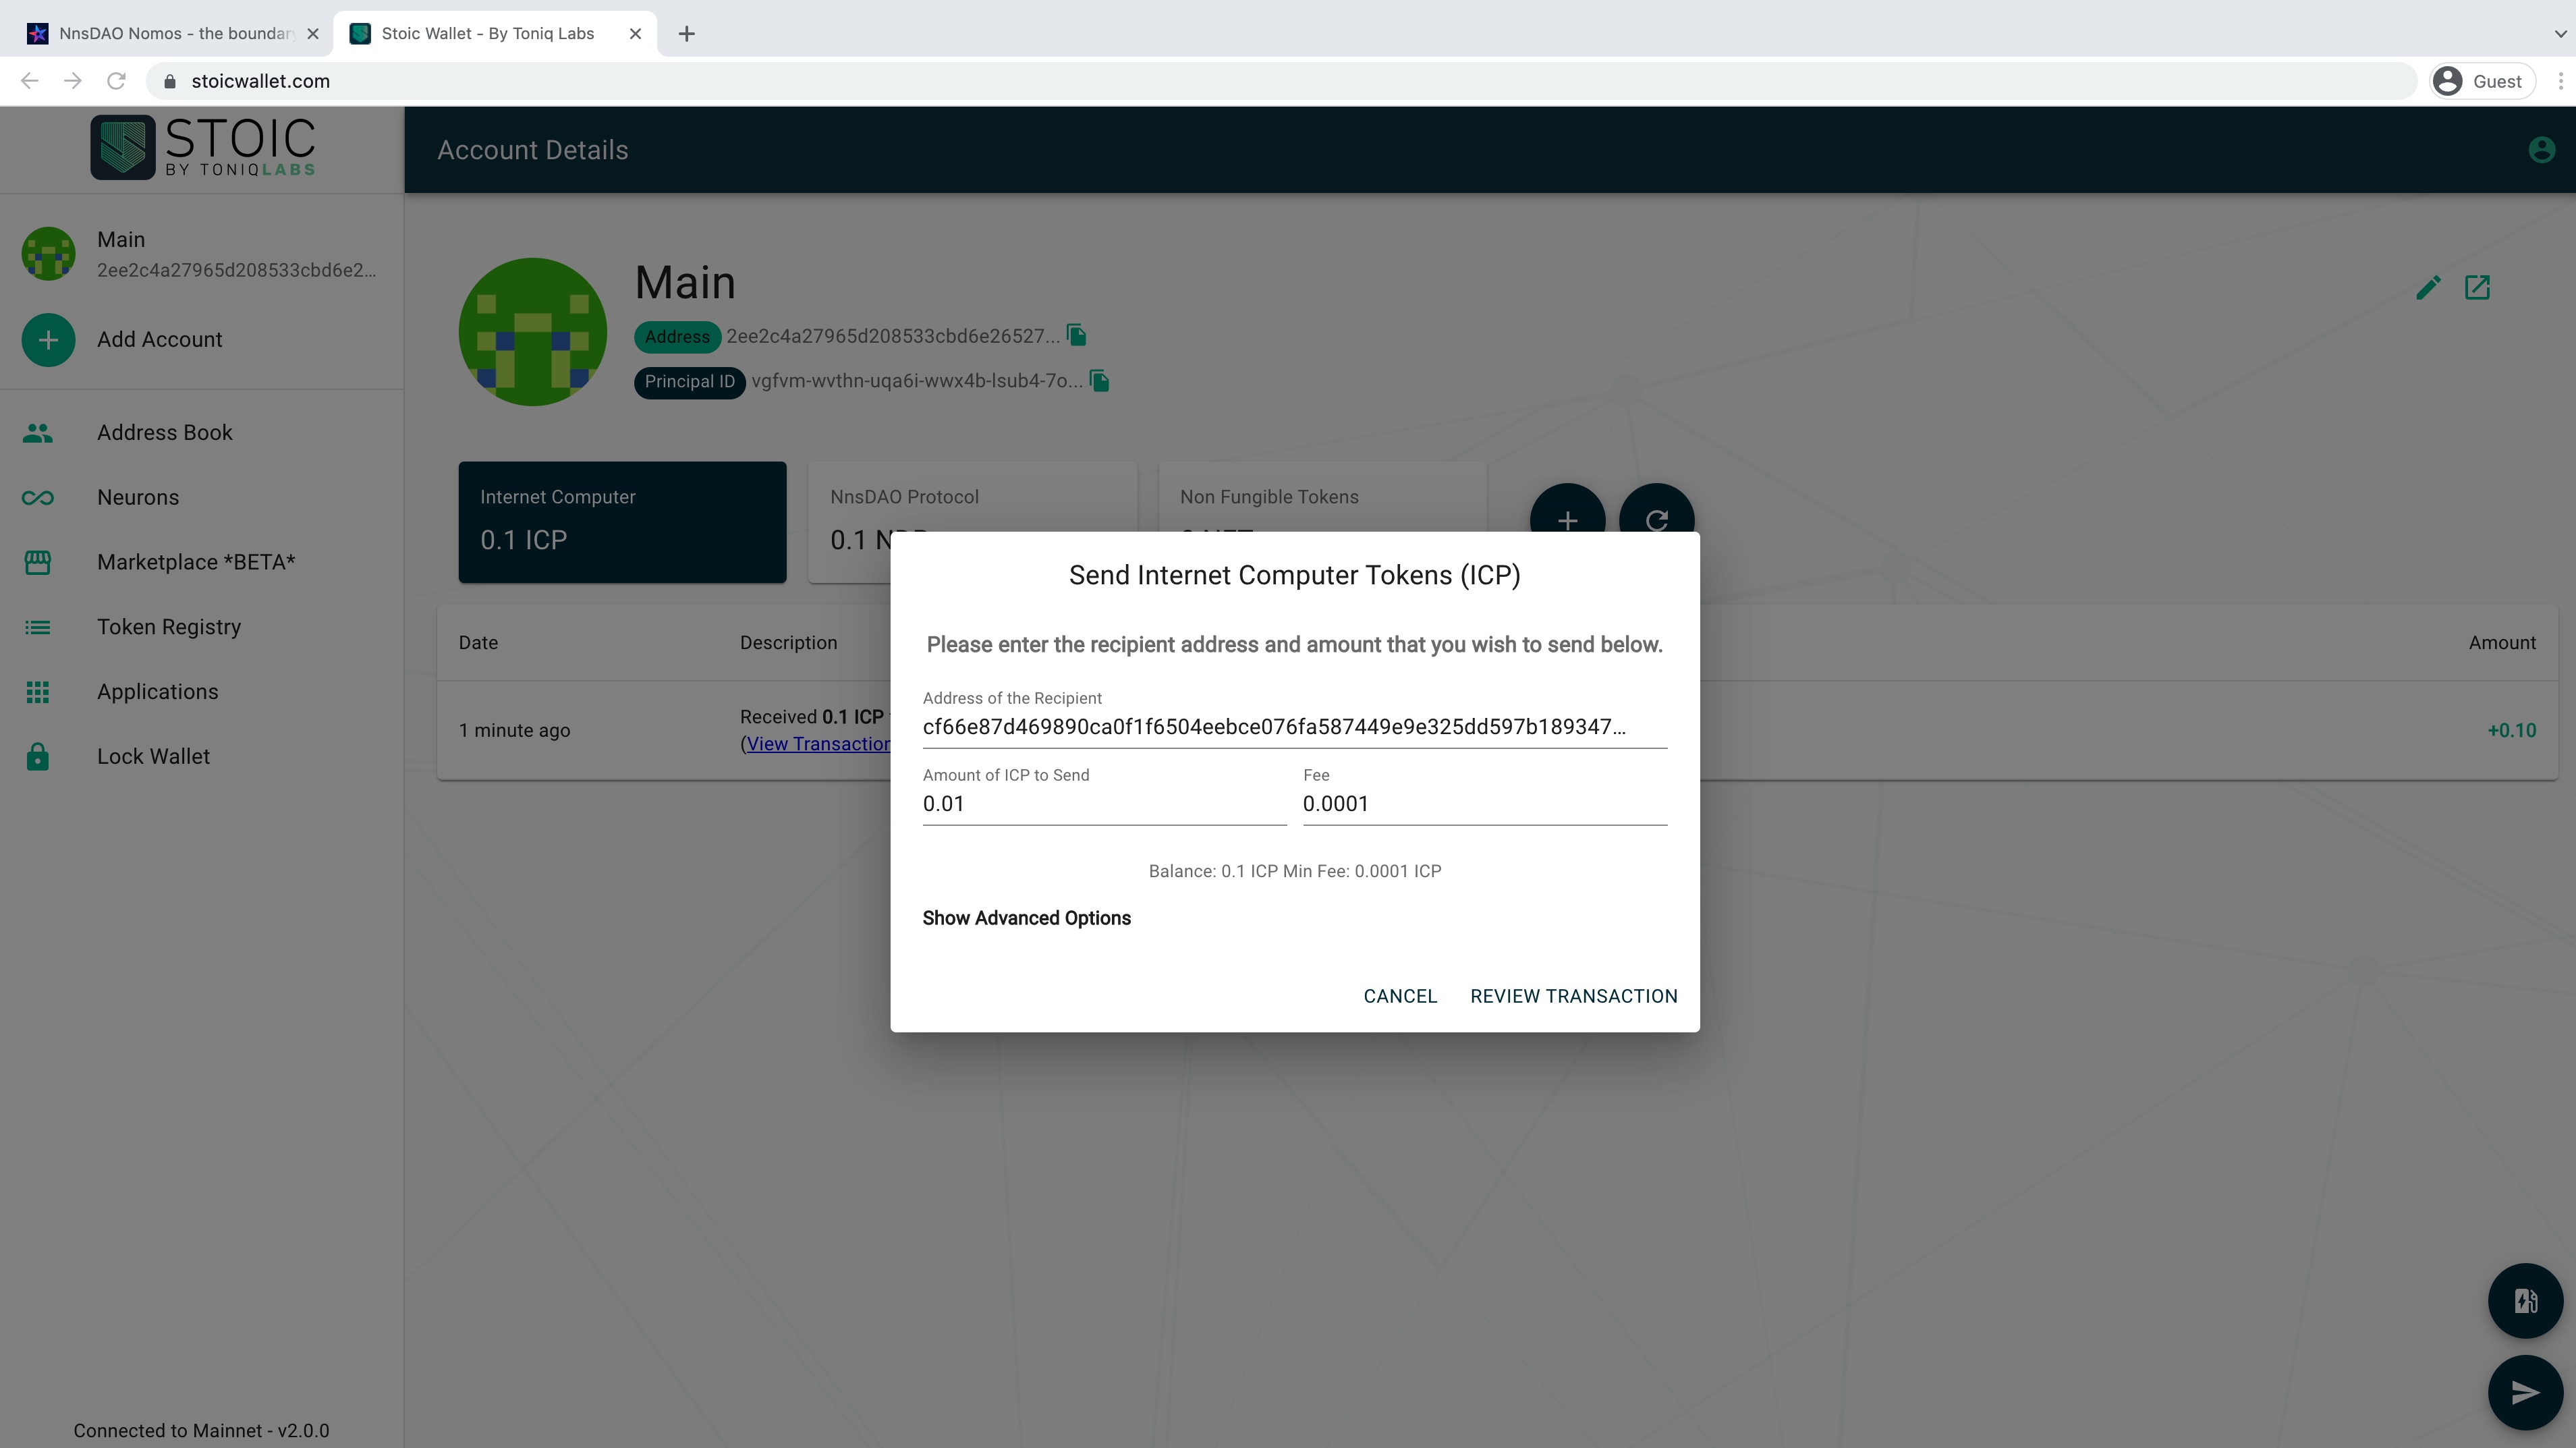 NnsDAO Nomos - the boundar
Stoic Wallet - By Toniq Labs
stoicwallet.com
Guest
STOIC
BY TONIQLABS
Account Details
Main
2ee2c4a27965d208533cbd6e2...
Add Account
Address Book
Neurons
Marketplace *BETA*
Token Registry
Applications
Lock Wallet
Connected to Mainnet - v2.0.0
Main
Address 2ee2c4a27965d208533cbd6e26527...
Principal ID vgfvm-wvthn-uqa6i-wwx4b-lsub4-7o...
Internet Computer
0.1 ICP
NnsDAO Protocol
0.1
Non Fungible Tokens
Date Description Amount
1 minute ago
Received 0.1 ICP
(View Transaction
+0.10
Send Internet Computer Tokens (ICP)
Please enter the recipient address and amount that you wish to send below.
Address of the Recipient
cf66e87d469890ca0f1f6504eebce076fa587449e9e325dd597b189347...
Amount of ICP to Send
0.01
Fee
0.0001
Balance: 0.1 ICP Min Fee: 0.0001 ICP
Show Advanced Options
CANCEL REVIEW TRANSACTION